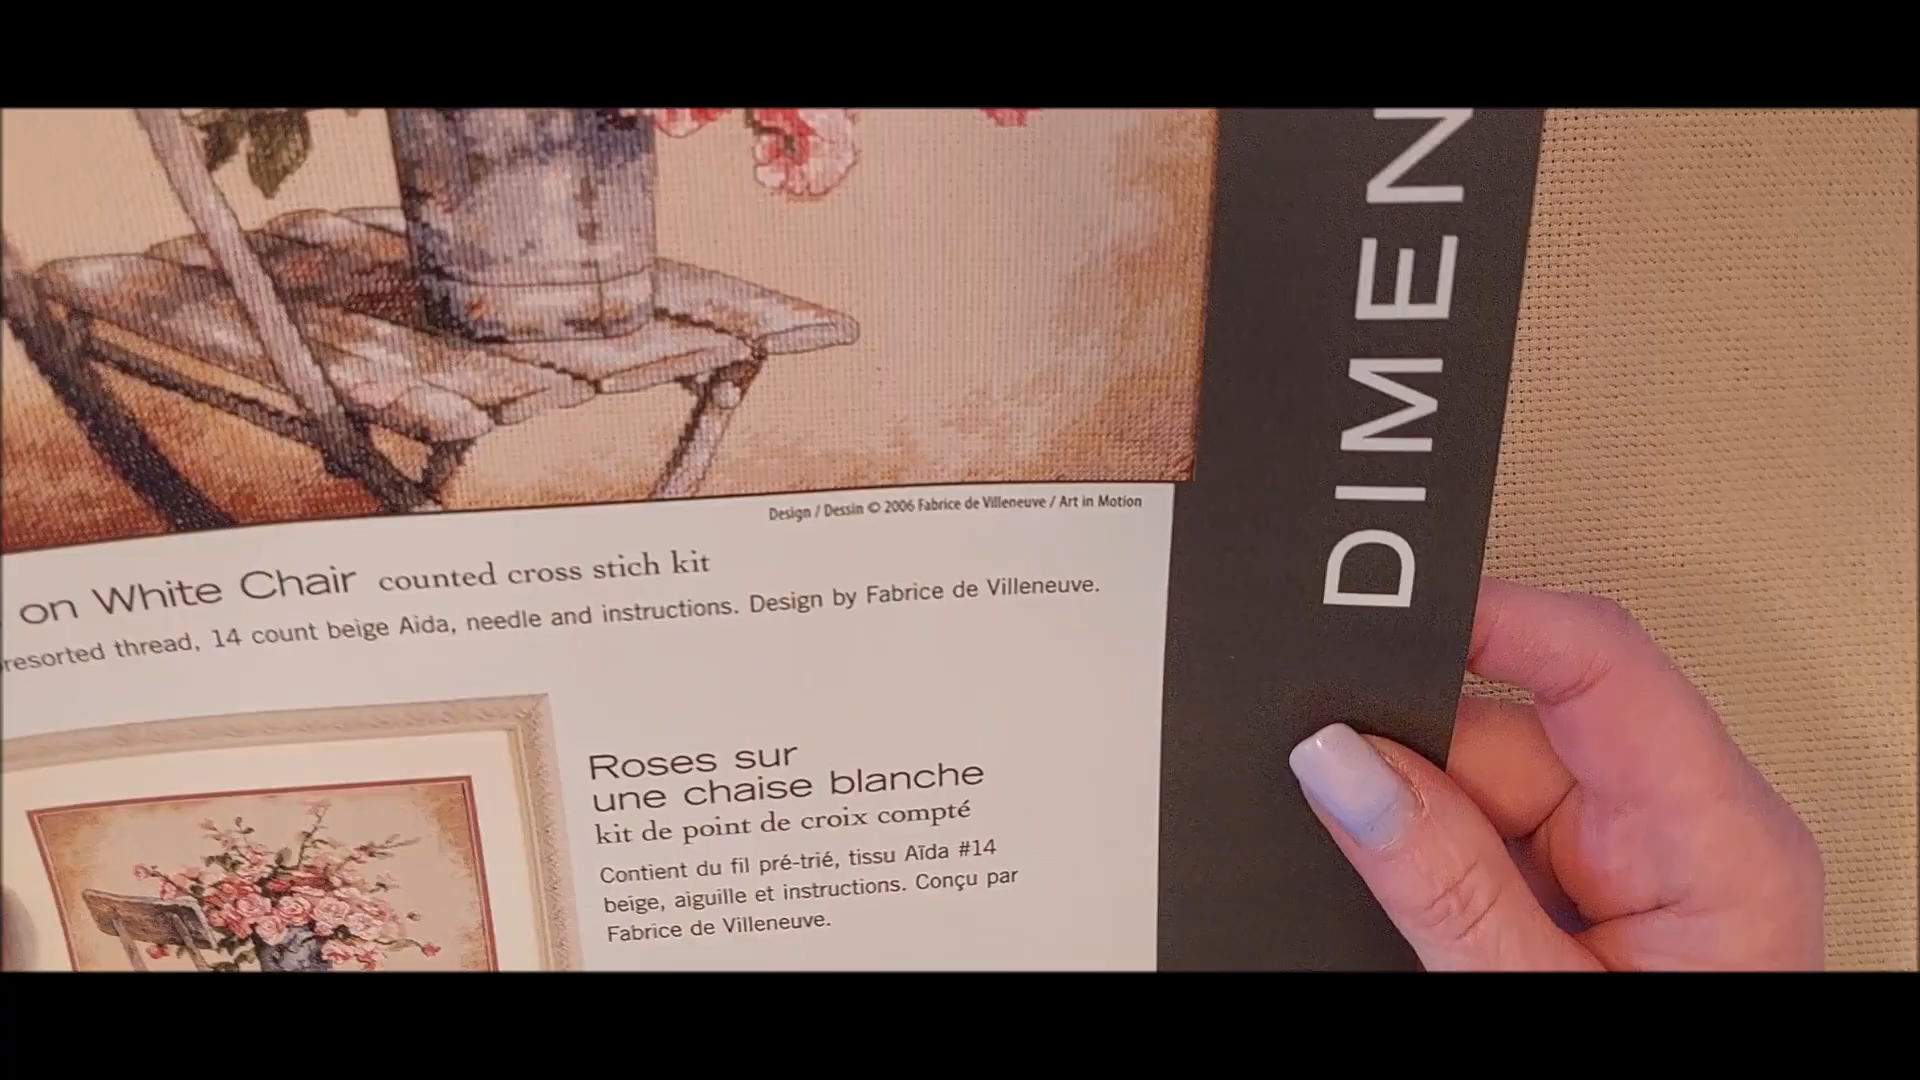 Design / Dessin © 2006 Fabrice de Villeneuve / Art in Motion
on White Chair counted cross stich kit
resorted thread, 14 count beige Aida, needle and instructions. Design by Fabrice de Villeneuve.
Roses sur
une chaise blanche
kit de point de croix compté
Contient du fil pré-trié, tissu Aïda #14
beige, aiguille et instructions. Conçu par
Fabrice de Villeneuve.
DIMEN